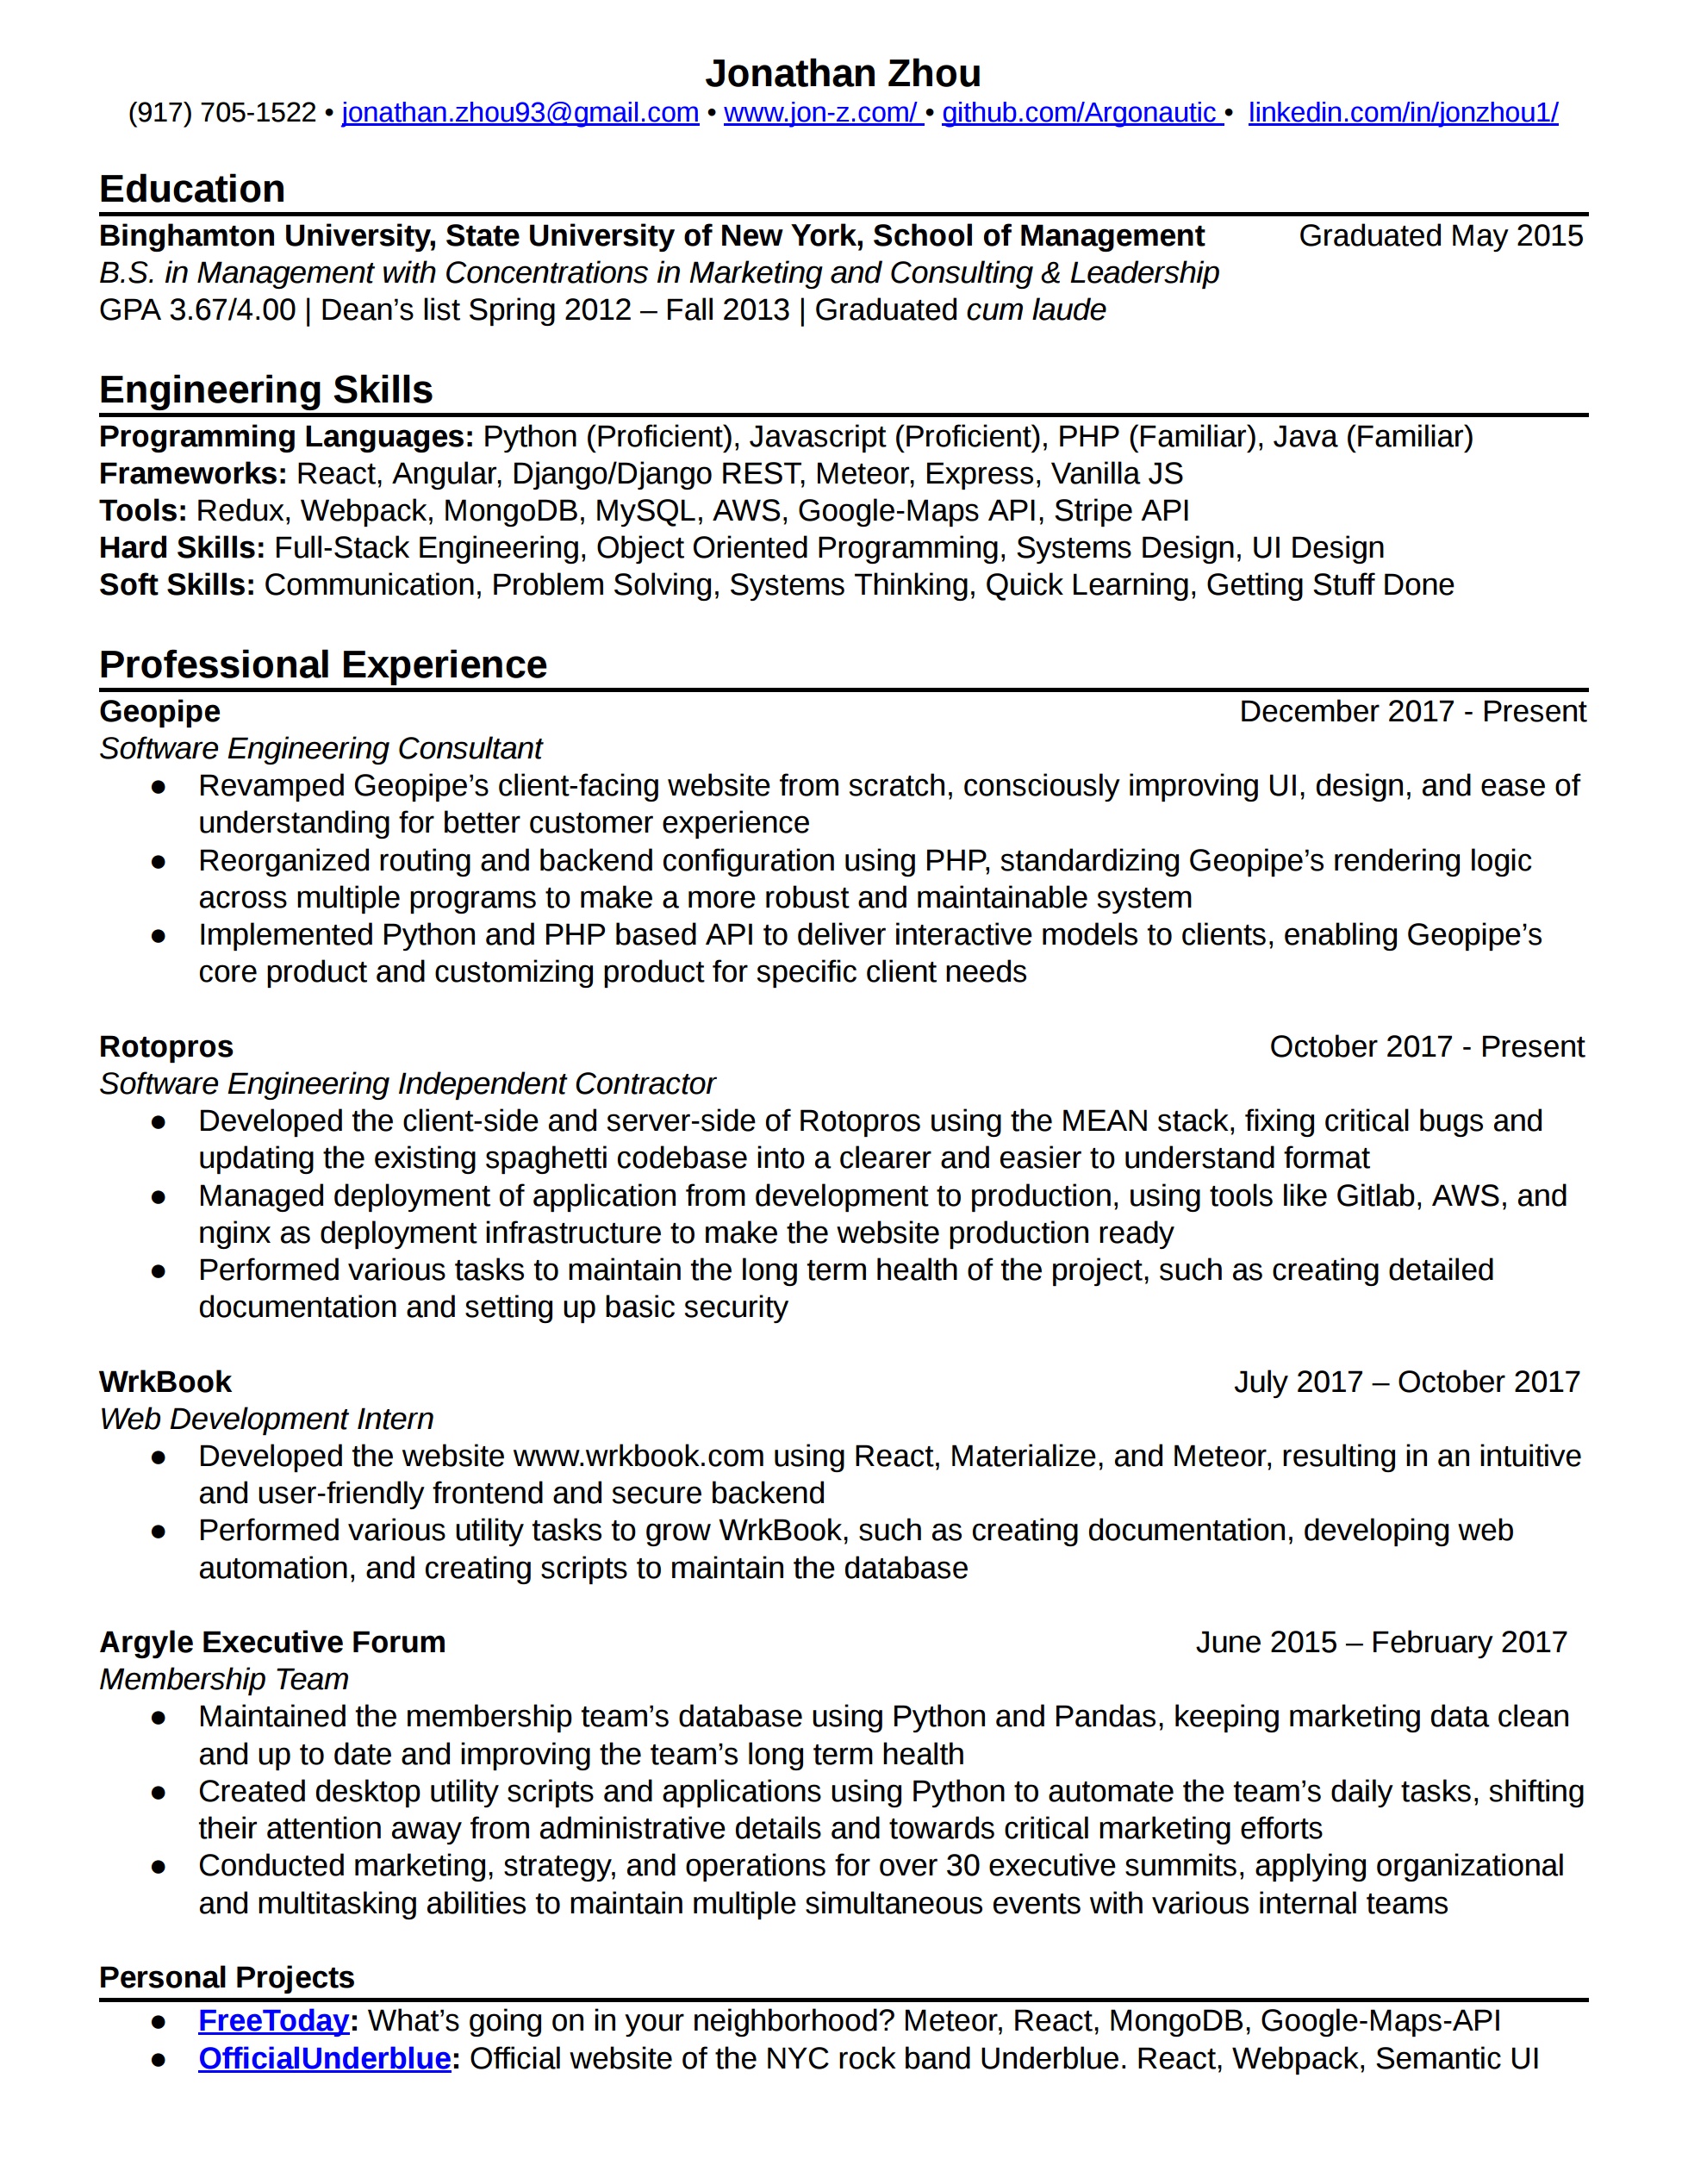 Jonathan Zhou
(917) 705-1522 • jonathan.zhou93@gmail.com • www.jon-z.com/ • github.com/Argonautic • linkedin.com/in/jonzhou1/
Education
Binghamton University, State University of New York, School of Management Graduated May 2015
B.S. in Management with Concentrations in Marketing and Consulting & Leadership
GPA 3.67/4.00 | Dean’s list Spring 2012 – Fall 2013 | Graduated cum laude
Engineering Skills
Programming Languages: Python (Proficient), Javascript (Proficient), PHP (Familiar), Java (Familiar)
Frameworks: React, Angular, Django/Django REST, Meteor, Express, Vanilla JS
Tools: Redux, Webpack, MongoDB, MySQL, AWS, Google-Maps API, Stripe API
Hard Skills: Full-Stack Engineering, Object Oriented Programming, Systems Design, UI Design
Soft Skills: Communication, Problem Solving, Systems Thinking, Quick Learning, Getting Stuff Done
Professional Experience
Geopipe December 2017 - Present
Software Engineering Consultant
● Revamped Geopipe’s client-facing website from scratch, consciously improving UI, design, and ease of
understanding for better customer experience
● Reorganized routing and backend configuration using PHP, standardizing Geopipe’s rendering logic
across multiple programs to make a more robust and maintainable system
● Implemented Python and PHP based API to deliver interactive models to clients, enabling Geopipe’s
core product and customizing product for specific client needs
Rotopros October 2017 - Present
Software Engineering Independent Contractor
● Developed the client-side and server-side of Rotopros using the MEAN stack, fixing critical bugs and
updating the existing spaghetti codebase into a clearer and easier to understand format
● Managed deployment of application from development to production, using tools like Gitlab, AWS, and
nginx as deployment infrastructure to make the website production ready
● Performed various tasks to maintain the long term health of the project, such as creating detailed
documentation and setting up basic security
WrkBook July 2017 – October 2017
Web Development Intern
● Developed the website www.wrkbook.com using React, Materialize, and Meteor, resulting in an intuitive
and user-friendly frontend and secure backend
● Performed various utility tasks to grow WrkBook, such as creating documentation, developing web
automation, and creating scripts to maintain the database
Argyle Executive Forum June 2015 – February 2017
Membership Team
● Maintained the membership team’s database using Python and Pandas, keeping marketing data clean
and up to date and improving the team’s long term health
● Created desktop utility scripts and applications using Python to automate the team’s daily tasks, shifting
their attention away from administrative details and towards critical marketing efforts
● Conducted marketing, strategy, and operations for over 30 executive summits, applying organizational
and multitasking abilities to maintain multiple simultaneous events with various internal teams
Personal Projects
● FreeToday: What’s going on in your neighborhood? Meteor, React, MongoDB, Google-Maps-API
● OfficialUnderblue: Official website of the NYC rock band Underblue. React, Webpack, Semantic UI